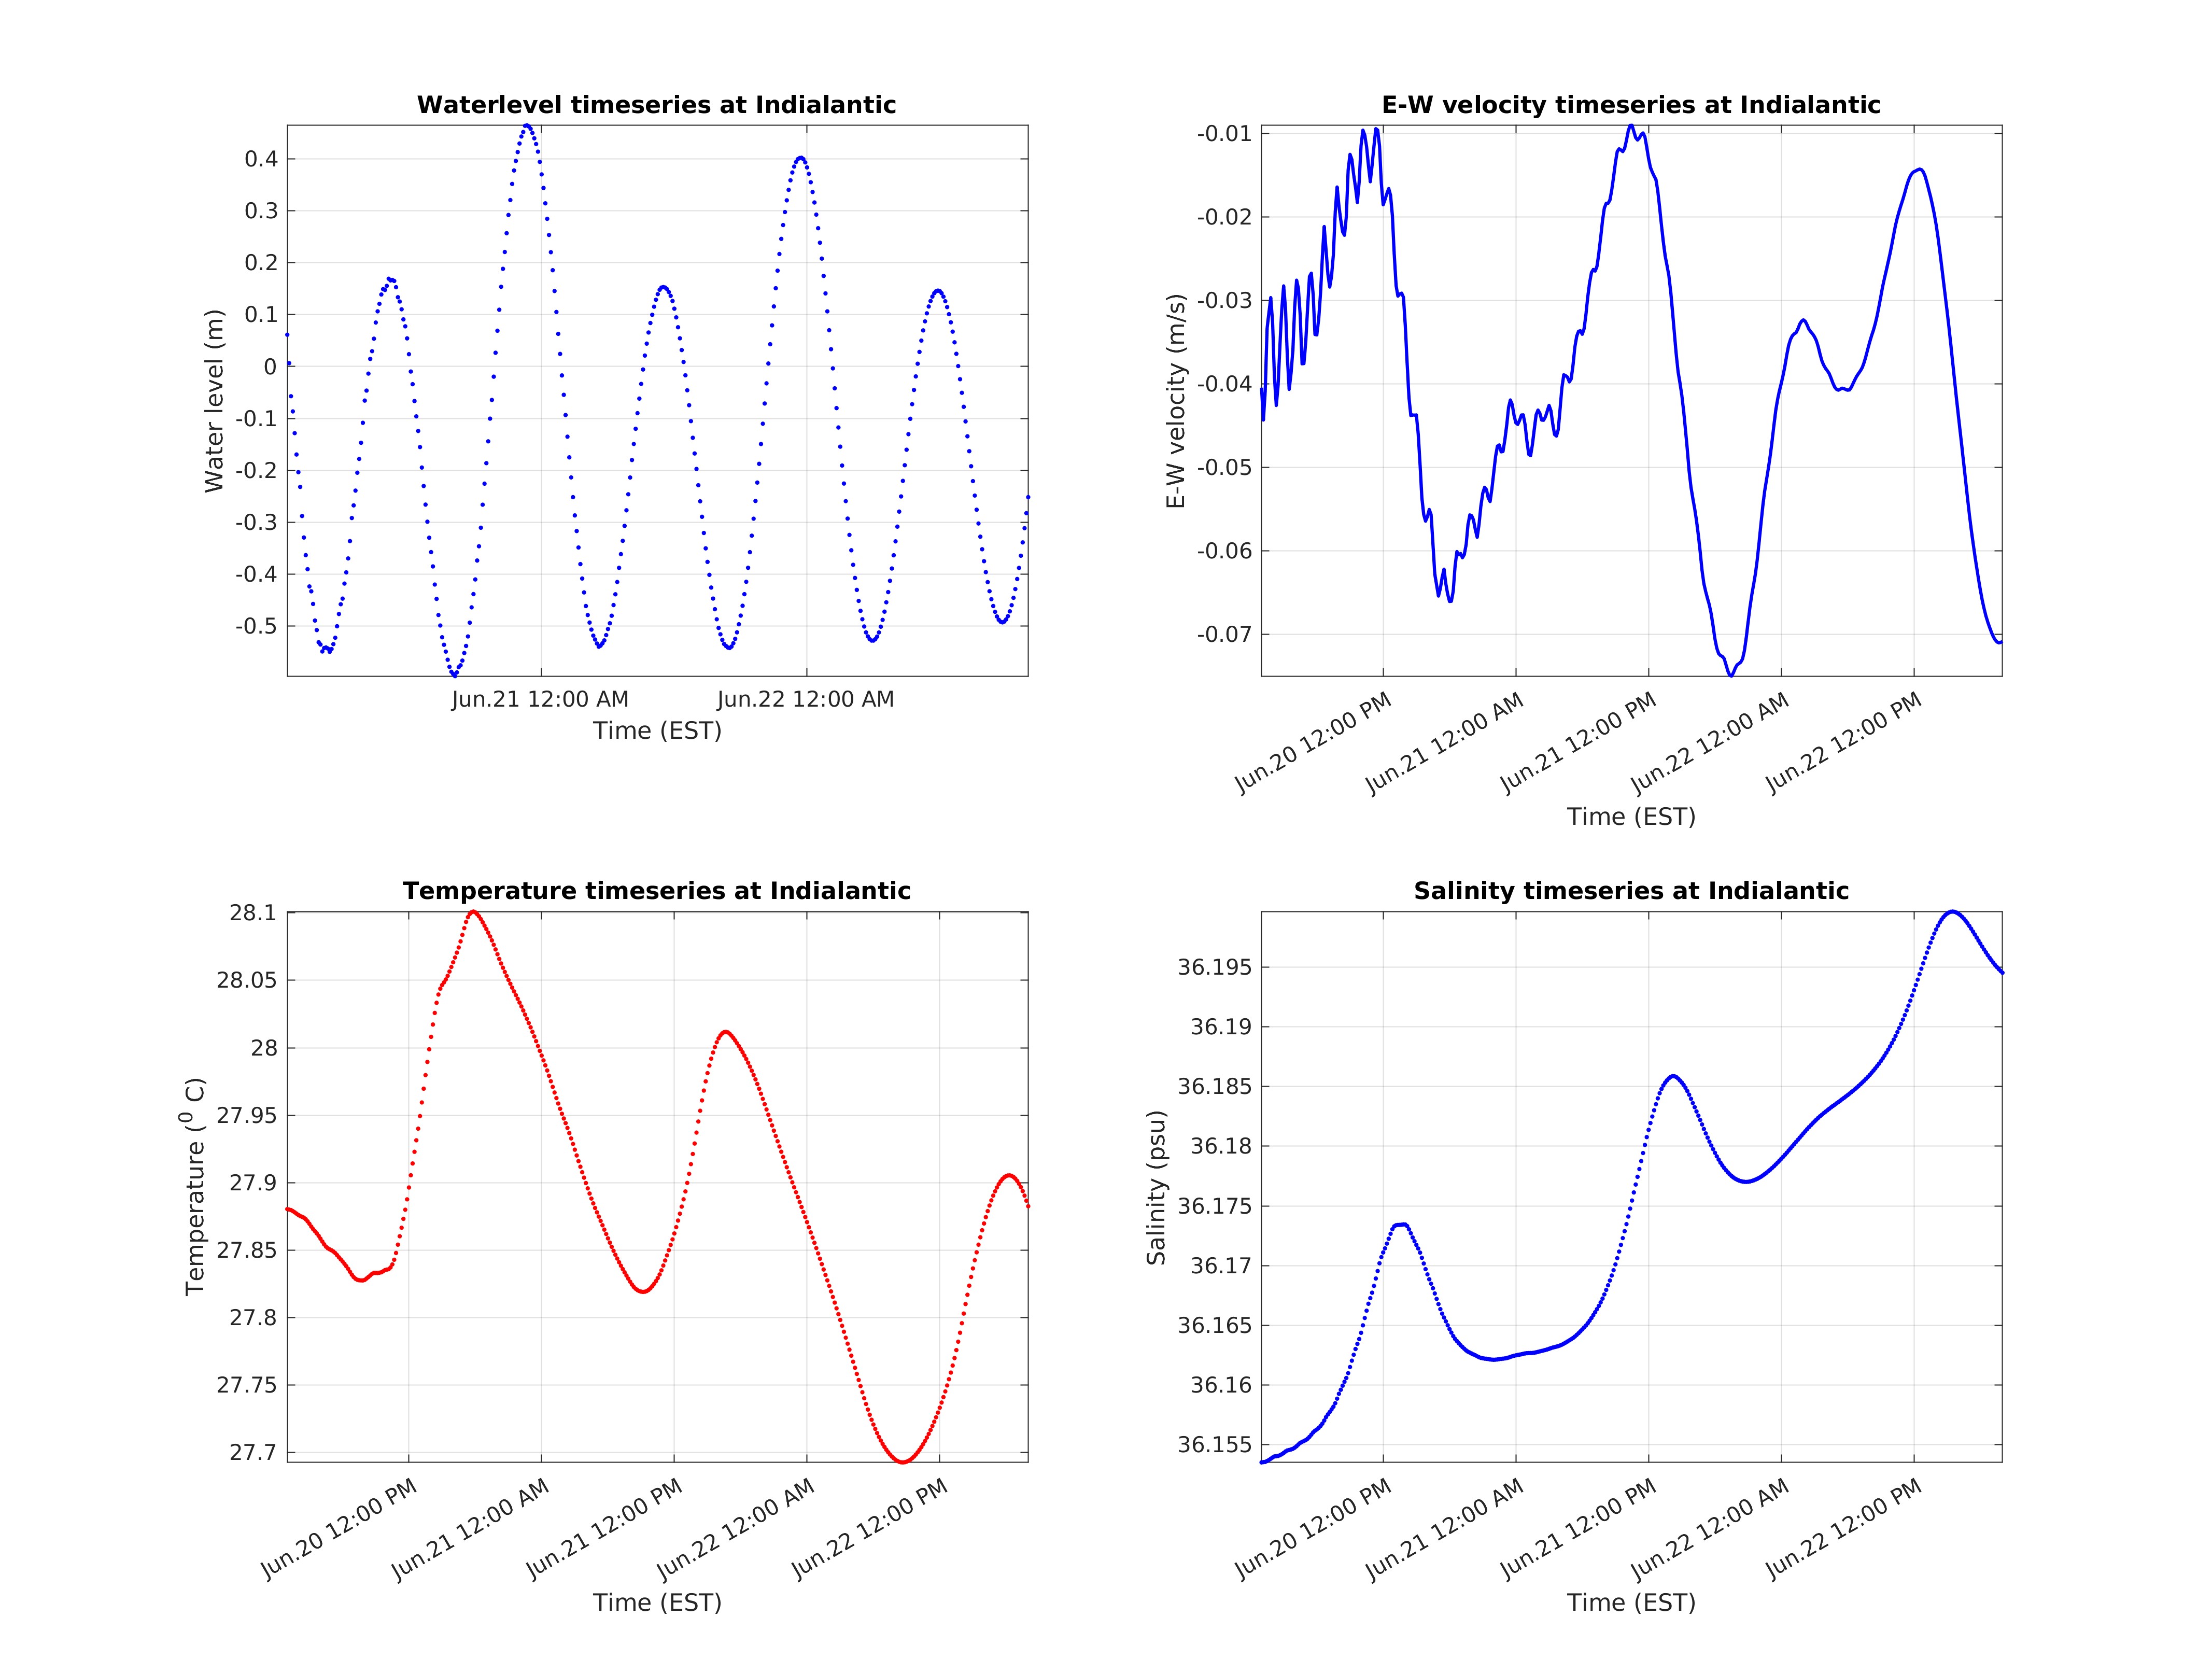 Waterlevel timeseries at Indialantic
0.4
0.3
0.2
0.1
0
-0.1
-0.2
-0.3
-0.4
-0.5
Water level (m)
Jun.21 12:00 AM
Jun.22 12:00 AM
Time (EST)
E-W velocity timeseries at Indialantic
-0.01
-0.02
-0.03
-0.04
-0.05
-0.06
-0.07
E-W velocity (m/s)
Jun.20 12:00 PM
Jun.21 12:00 AM
Jun.21 12:00 PM
Jun.22 12:00 AM
Jun.22 12:00 PM
Time (EST)
Temperature timeseries at Indialantic
28.1
28.05
28
27.95
27.9
27.85
27.8
27.75
27.7
Temperature (⁰ C)
Jun.20 12:00 PM
Jun.21 12:00 AM
Jun.21 12:00 PM
Jun.22 12:00 AM
Jun.22 12:00 PM
Time (EST)
Salinity timeseries at Indialantic
36.195
36.19
36.185
36.18
36.175
36.17
36.165
36.16
36.155
Salinity (psu)
Jun.20 12:00 PM
Jun.21 12:00 AM
Jun.21 12:00 PM
Jun.22 12:00 AM
Jun.22 12:00 PM
Time (EST)